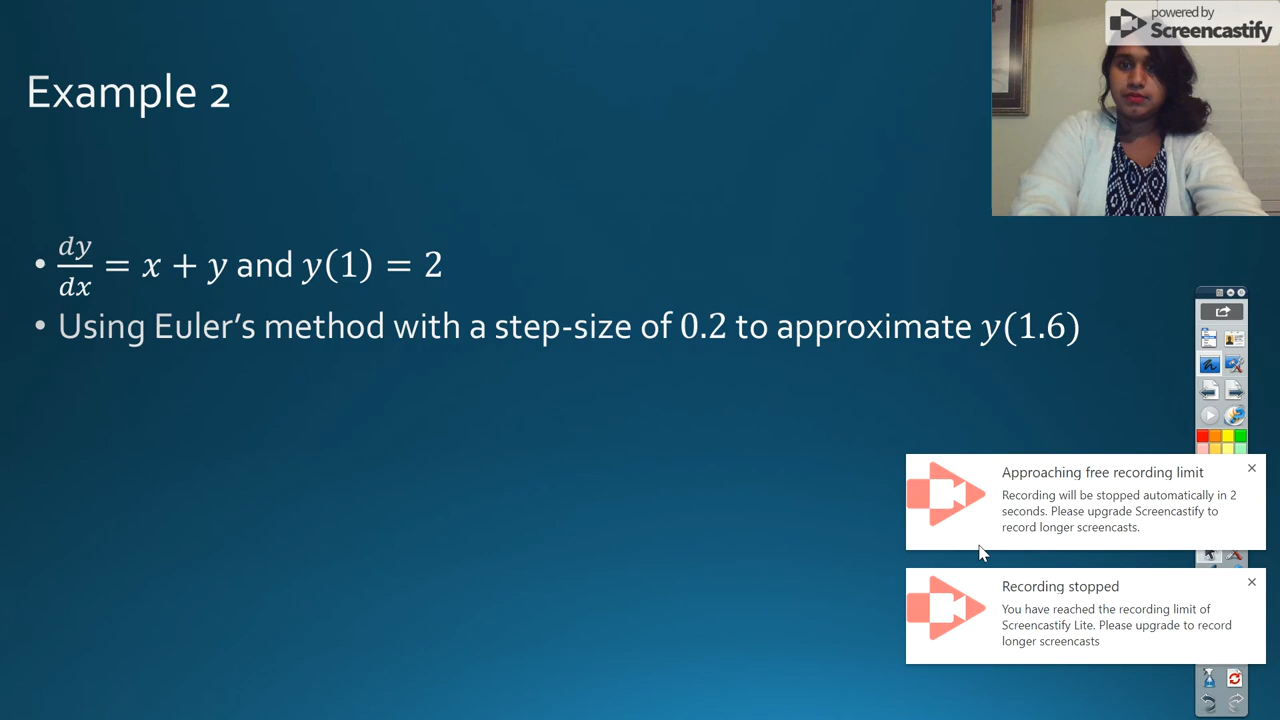 powered by
Screencastify
Example 2
• dy/dx = x + y and y(1) = 2
• Using Euler's method with a step-size of 0.2 to approximate y(1.6)
Approaching free recording limit
Recording will be stopped automatically in 2
seconds. Please upgrade Screencastify to
record longer screencasts.
Recording stopped
You have reached the recording limit of
Screencastify Lite. Please upgrade to record
longer screencasts